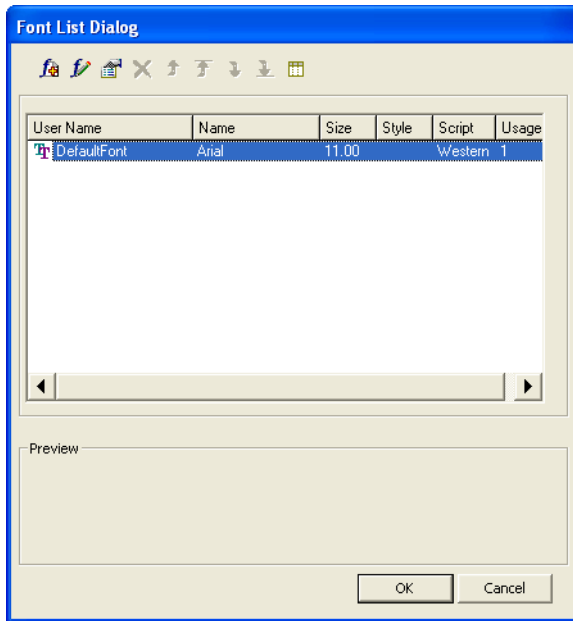 Font List Dialog
User Name Name Size Style Script Usage
DefaultFont Arial 11.00 Western 1
Preview
OK Cancel